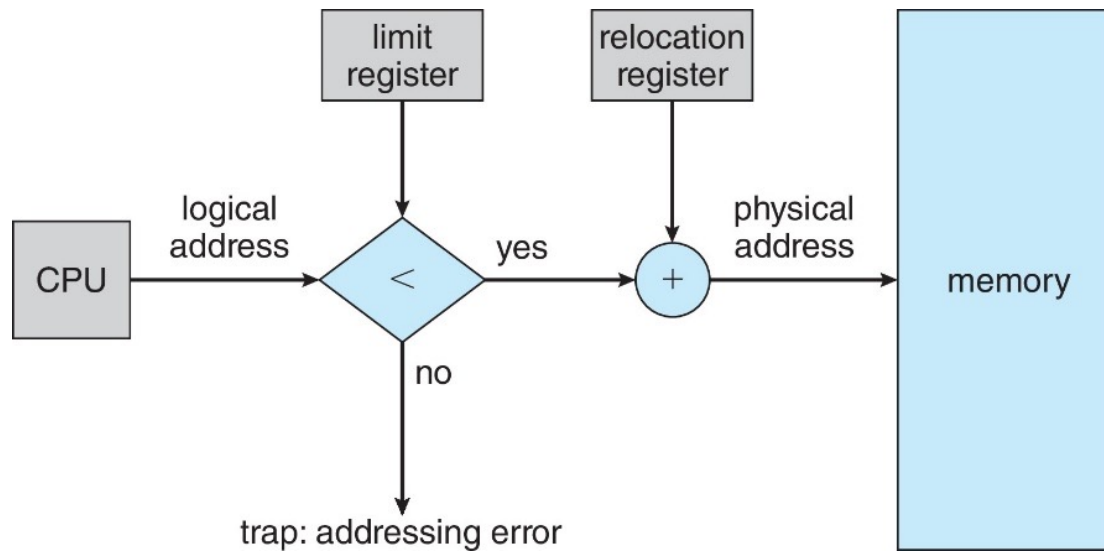 limit
register
relocation
register
logical
address
physical
address
CPU
<
yes
+
memory
no
trap: addressing error